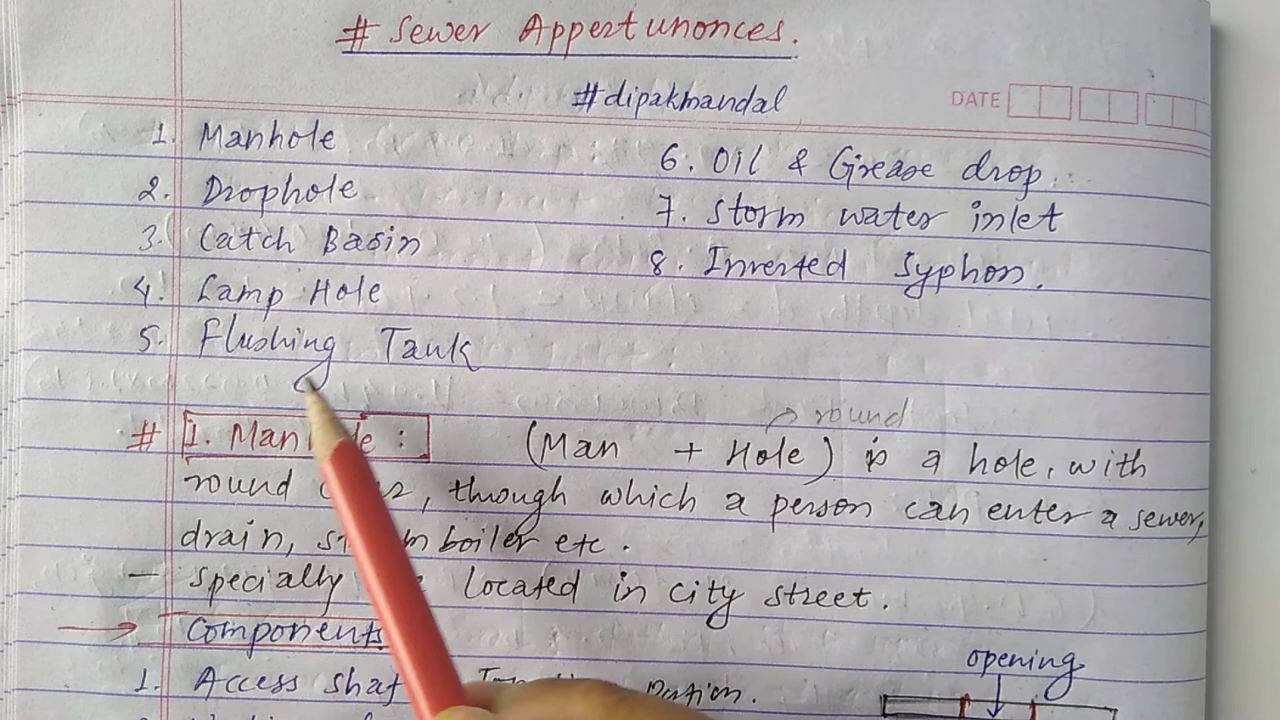 # Sewer Appertunonces.
#dipakmandal
DATE
1. Manhole
2. Drophole
3. Catch Basin
4. Lamp Hole
5. Flushing Tank
6. Oil & Grease drop
7. Storm water inlet
8. Inverted Syphon.
round
# 1. Man :
(Man + Hole) is a hole, with
round, through which a person can enter a sewer,
drain, boiler etc.
— Specially located in city street.
→ Components
opening
1. Access